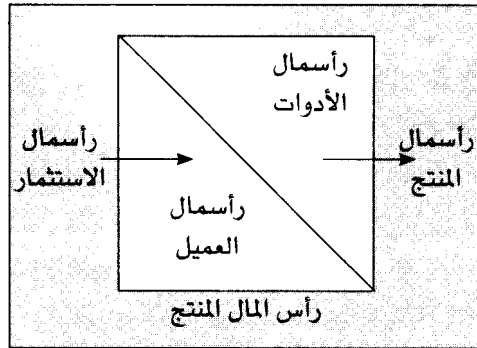 رأسمال
الأدوات
رأسمال
المنتج
رأسمال
الاستثمار
رأسمال
العميل
رأس المال المنتج